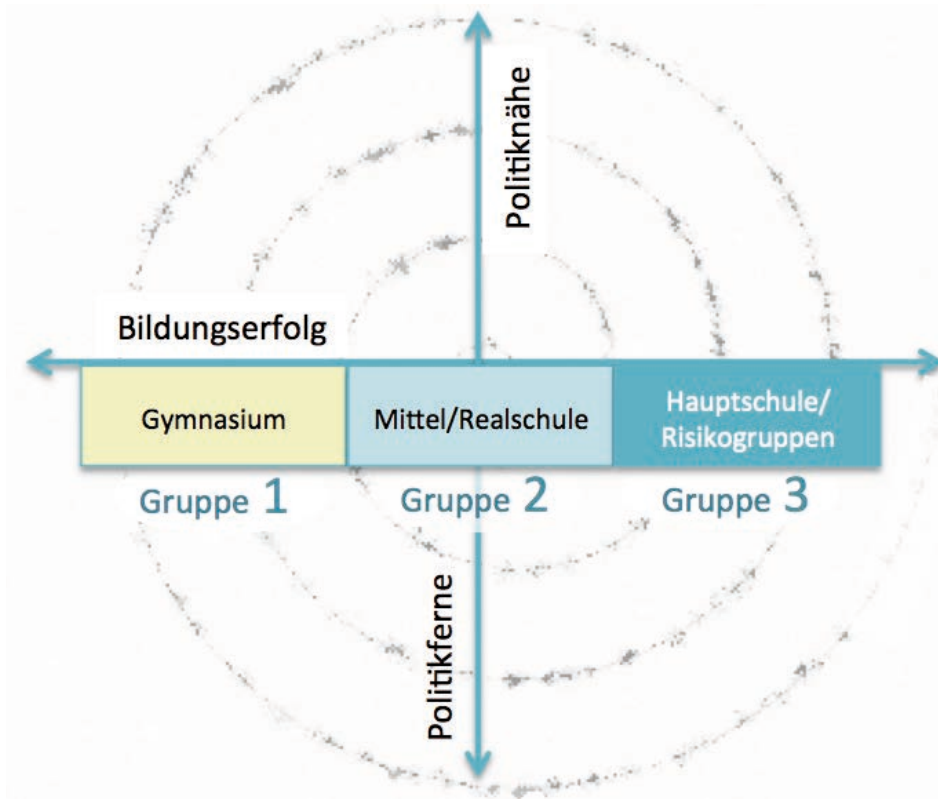 Politiknähe
Bildungserfolg
Gymnasium
Mittel/Realschule
Hauptschule/
Risikogruppen
Gruppe 1
Gruppe 2
Gruppe 3
Politikferne